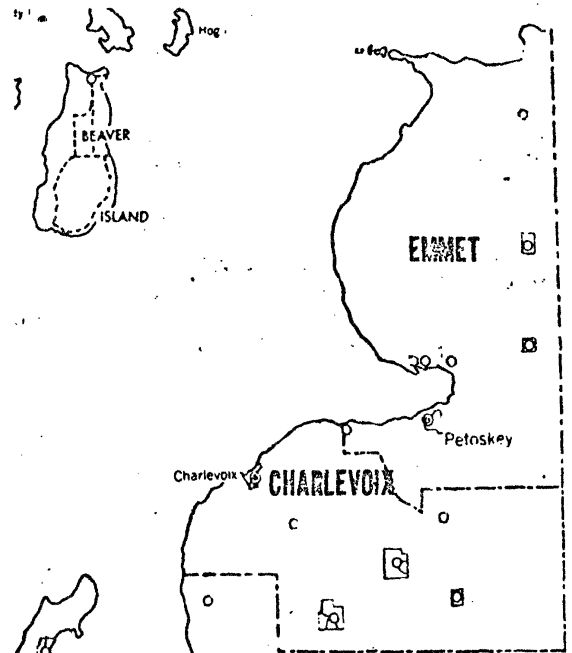 Hog
BEAVER
ISLAND
EMMET
Petoskey
Charlevoix
CHARLEVOIX